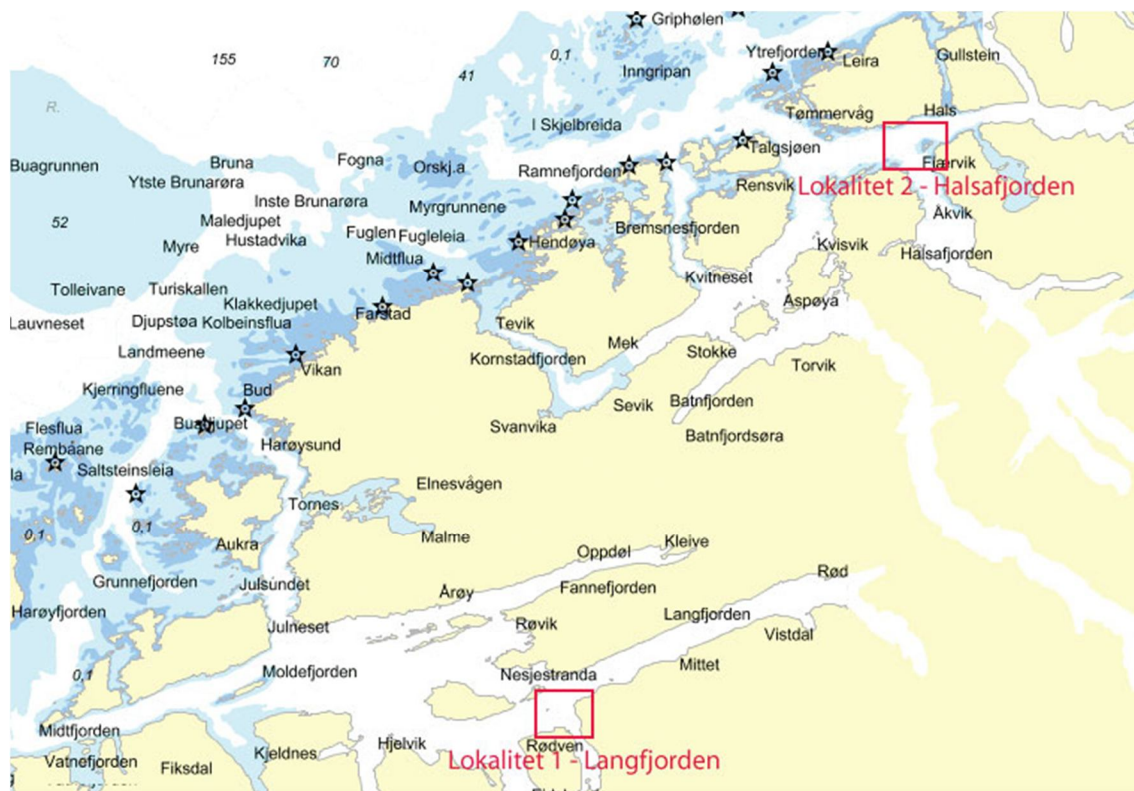 Griphølen
155
70
0,1
Ytrefjorden
Leira
Gullstein
41
Inngripan
R.
Tømmervåg
Hals
I Skjelbreida
Buagrunnen
Bruna
Fogna
Orskj.a
Talgsjøen
Ramnefjorden
Fjærvik
Ytste Brunarøra
Rensvik
Lokalitet 2 - Halsafjorden
Inste Brunarøra
Myrgrunnene
Åkvik
52
Maledjupet
Hustadvika
Fuglen
Fugleleia
Bremsnesfjorden
Myre
Hendøya
Kvisvik
Halsafjorden
Midtflua
Kvitneset
Tolleivane
Turiskallen
Klakkedjupet
Aspøya
Lauvneset
Djupstøa
Kolbeinsflua
Farstad
Tevik
Landmeene
Mek
Stokke
Vikan
Kornstadfjorden
Torvik
Kjerringfluene
Bud
Sevik
Batnfjorden
Flesflua
Budadjupet
Svanvika
Batnfjordsøra
Rembåane
Harøysund
la
Saltsteinsleia
Elnesvågen
Tornes
0,1
0,1
Aukra
Malme
Kleive
Oppdøl
Grunnefjorden
Julsundet
Årøy
Fannefjorden
Rød
Harøyfjorden
Langfjorden
Julneset
Røvik
Vistdal
0,1
Moldefjorden
Nesjestranda
Mittet
Midtfjorden
Kjeldnes
Hjelvik
Rødven
Vatnefjorden
Fiksdal
Lokalitet 1 - Langfjorden